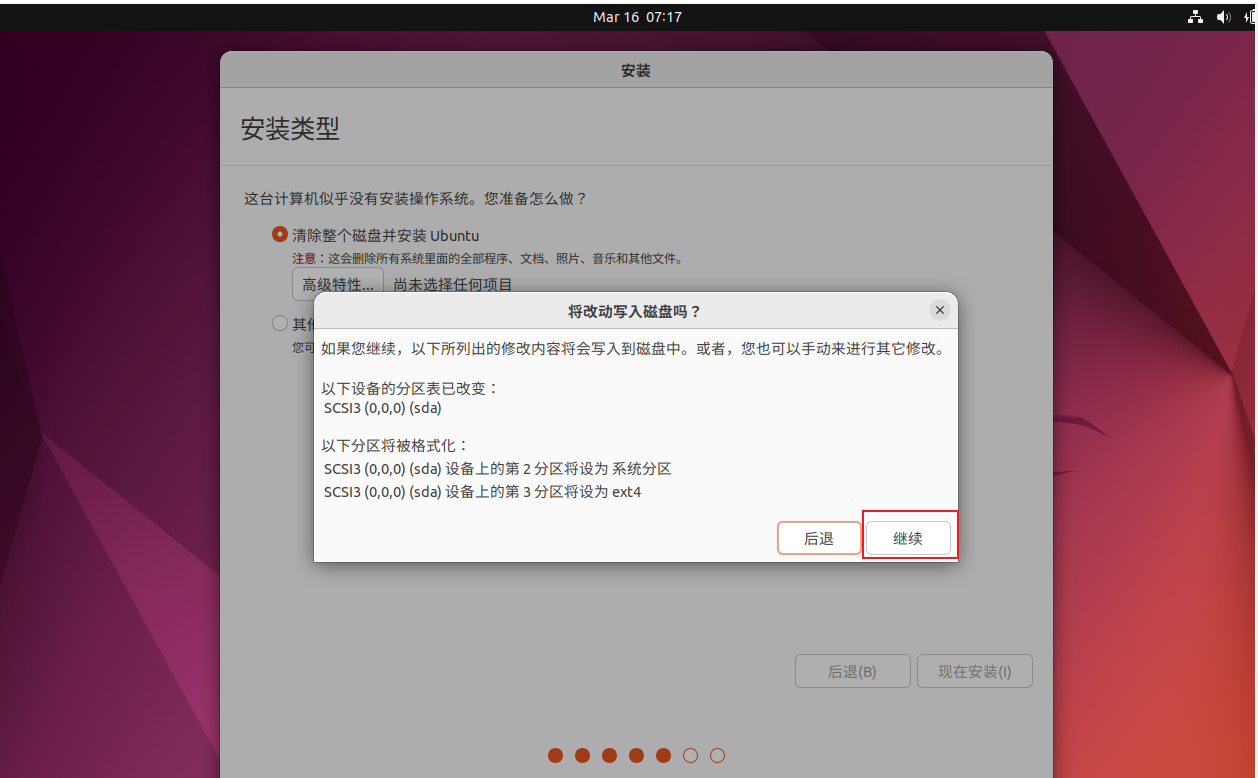 Mar 16 07:17
安装
安装类型
这台计算机似乎没有安装操作系统。您准备怎么做？
清除整个磁盘并安装 Ubuntu
注意：这会删除所有系统里面的全部程序、文档、照片、音乐和其他文件。
高级特性... 尚未选择任何项目
其他
您可
将改动写入磁盘吗？
如果您继续，以下所列出的修改内容将会写入到磁盘中。或者，您也可以手动来进行其它修改。
以下设备的分区表已改变：
SCSI3 (0,0,0) (sda)
以下分区将被格式化：
SCSI3 (0,0,0) (sda) 设备上的第 2 分区将设为 系统分区
SCSI3 (0,0,0) (sda) 设备上的第 3 分区将设为 ext4
后退 继续
后退(B) 现在安装(I)